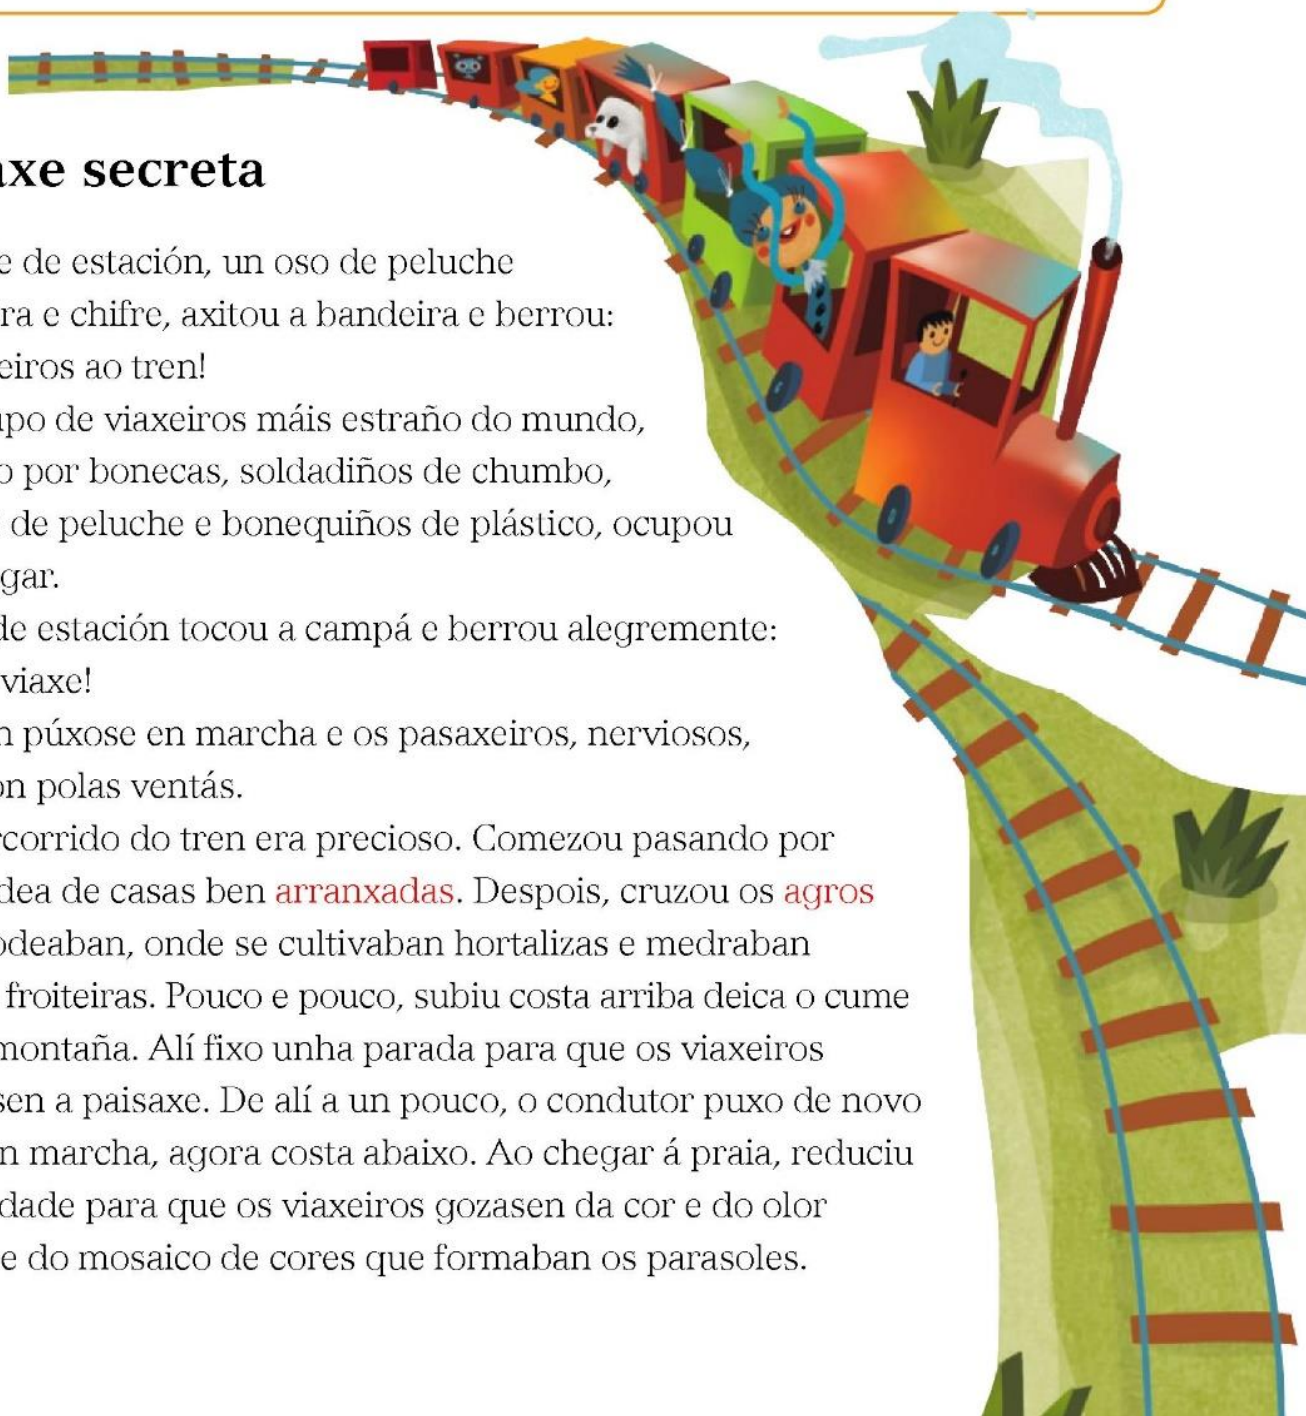 axe secreta
e de estación, un oso de peluche
ra e chifre, axitou a bandeira e berrou:
eiros ao tren!
upo de viaxeiros máis estraño do mundo,
o por bonecas, soldadiños de chumbo,
de peluche e bonequiños de plástico, ocupou
gar.
de estación tocou a campá e berrou alegremente:
viaxe!
n púxose en marcha e os pasaxeiros, nerviosos,
on polas ventás.
rcorrido do tren era precioso. Comezou pasando por
dea de casas ben arranxadas. Despois, cruzou os agros
odeaban, onde se cultivaban hortalizas e medraban
froiteiras. Pouco e pouco, subiu costa arriba deica o cume
montaña. Alí fixo unha parada para que os viaxeiros
sen a paisaxe. De alí a un pouco, o condutor puxo de novo
n marcha, agora costa abaixo. Ao chegar á praia, reduciu
dade para que os viaxeiros gozasen da cor e do olor
e do mosaico de cores que formaban os parasoles.